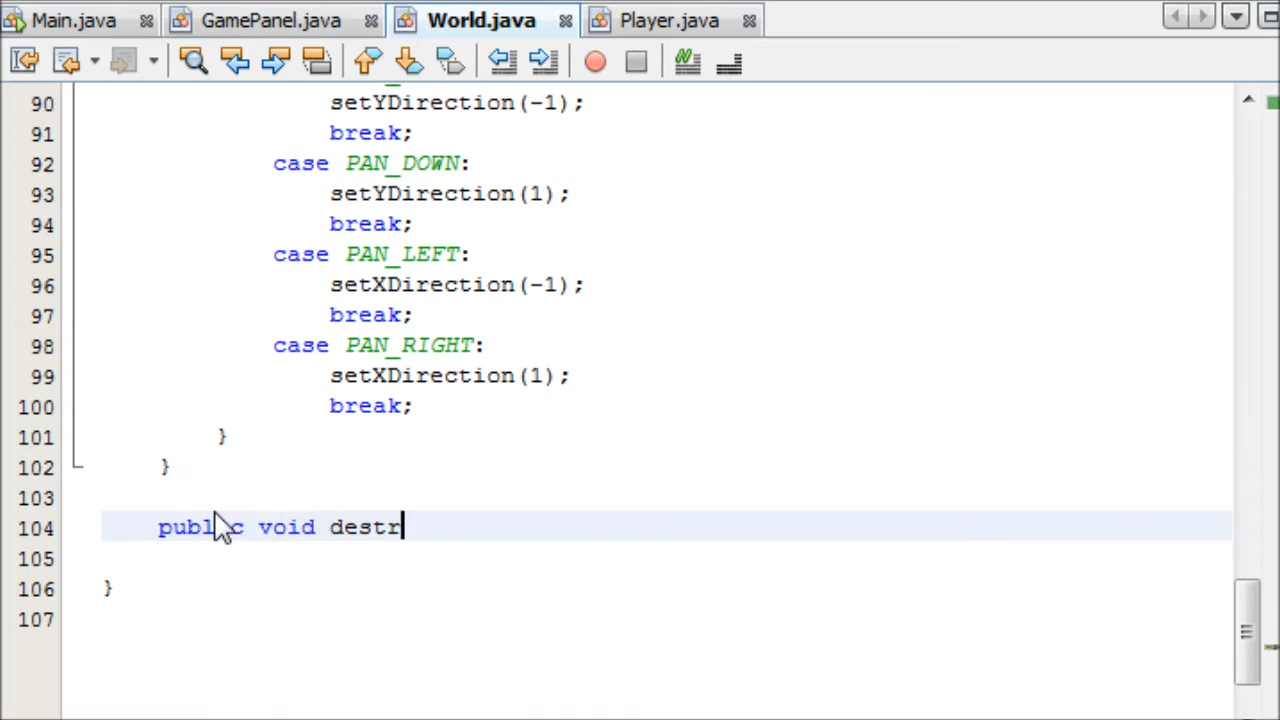 Main.java GamePanel.java World.java Player.java
90 setYDirection(-1);
91 break;
92 case PAN_DOWN:
93 setYDirection(1);
94 break;
95 case PAN_LEFT:
96 setXDirection(-1);
97 break;
98 case PAN_RIGHT:
99 setXDirection(1);
100 break;
101 }
102 }
103
104 public void destr
105
106 }
107